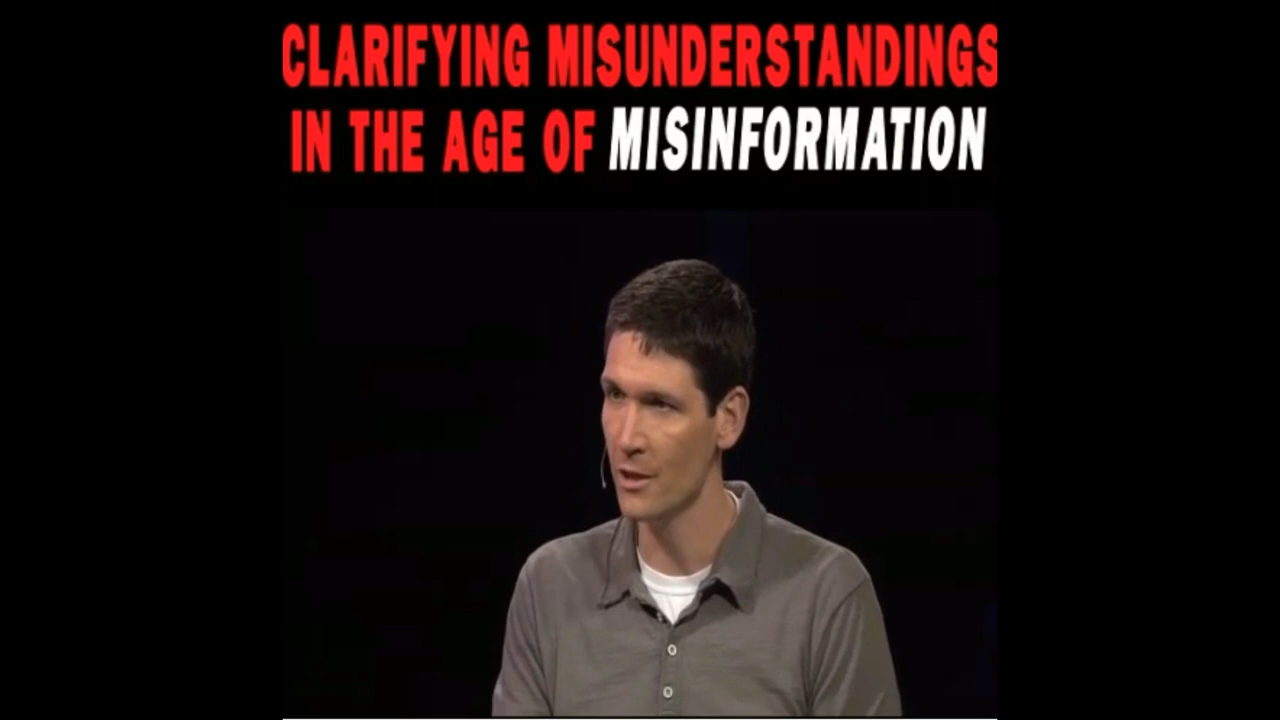 CLARIFYING MISUNDERSTANDINGS
IN THE AGE OF MISINFORMATION